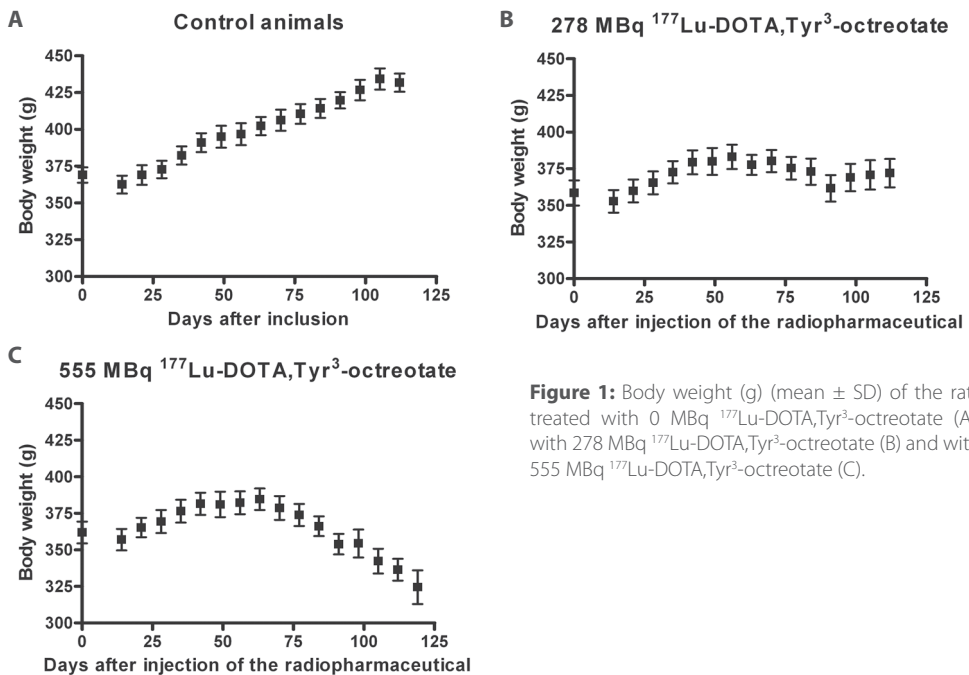 A
Control animals
Body weight (g)
450
425
400
375
350
325
300
0 25 50 75 100 125
Days after inclusion
B
278 MBq ¹⁷⁷Lu-DOTA,Tyr³-octreotate
Body weight (g)
450
425
400
375
350
325
300
0 25 50 75 100 125
Days after injection of the radiopharmaceutical
C
555 MBq ¹⁷⁷Lu-DOTA,Tyr³-octreotate
Body weight (g)
450
425
400
375
350
325
300
0 25 50 75 100 125
Days after injection of the radiopharmaceutical
Figure 1: Body weight (g) (mean ± SD) of the rat
treated with 0 MBq ¹⁷⁷Lu-DOTA,Tyr³-octreotate (A
with 278 MBq ¹⁷⁷Lu-DOTA,Tyr³-octreotate (B) and wit
555 MBq ¹⁷⁷Lu-DOTA,Tyr³-octreotate (C).